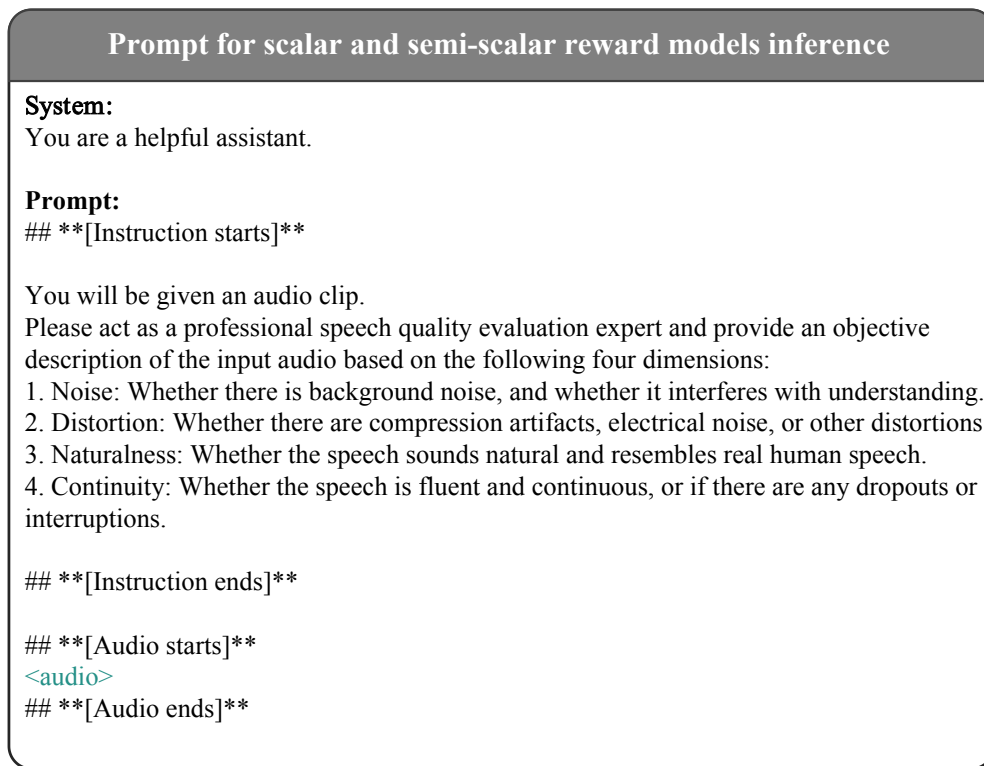 Prompt for scalar and semi-scalar reward models inference
System:
You are a helpful assistant.
Prompt:
## **[Instruction starts]**
You will be given an audio clip.
Please act as a professional speech quality evaluation expert and provide an objective
description of the input audio based on the following four dimensions:
1. Noise: Whether there is background noise, and whether it interferes with understanding.
2. Distortion: Whether there are compression artifacts, electrical noise, or other distortions
3. Naturalness: Whether the speech sounds natural and resembles real human speech.
4. Continuity: Whether the speech is fluent and continuous, or if there are any dropouts or
interruptions.
## **[Instruction ends]**
## **[Audio starts]**
<audio>
## **[Audio ends]**